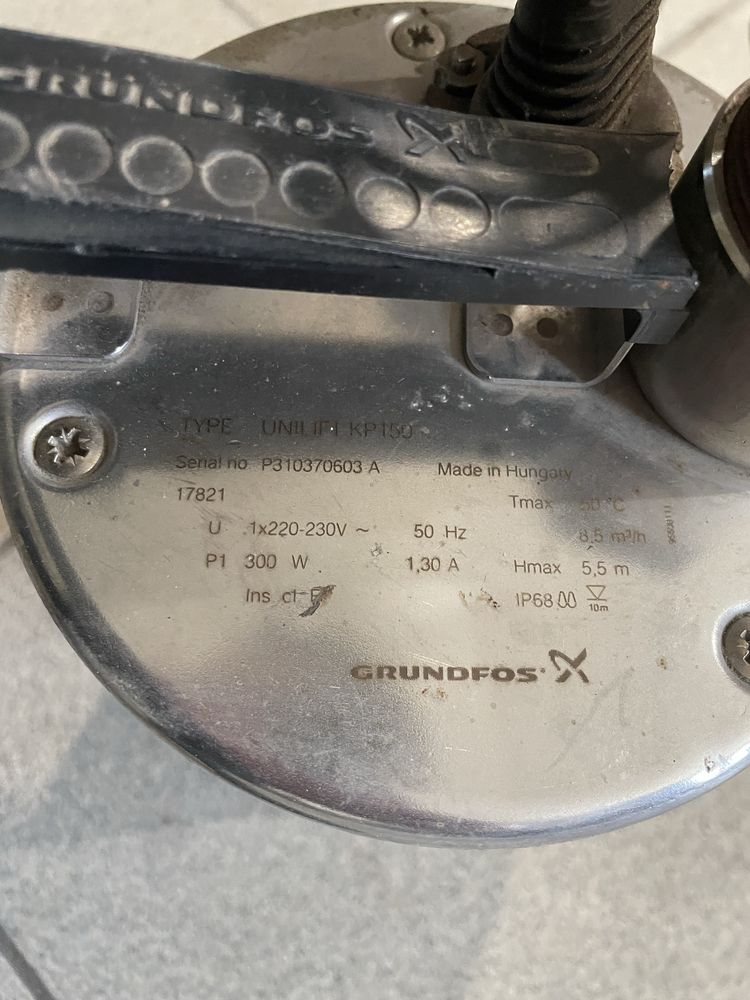 GRUNDFOS
TYPE UNILIFT KP150
Serial no P310370603 A Made in Hungary
17821 Tmax 50 °C
U 1x220-230V ~ 50 Hz 8,5 m³/h
P1 300 W 1,30 A Hmax 5,5 m
Ins cl F IP68 10m
GRUNDFOS